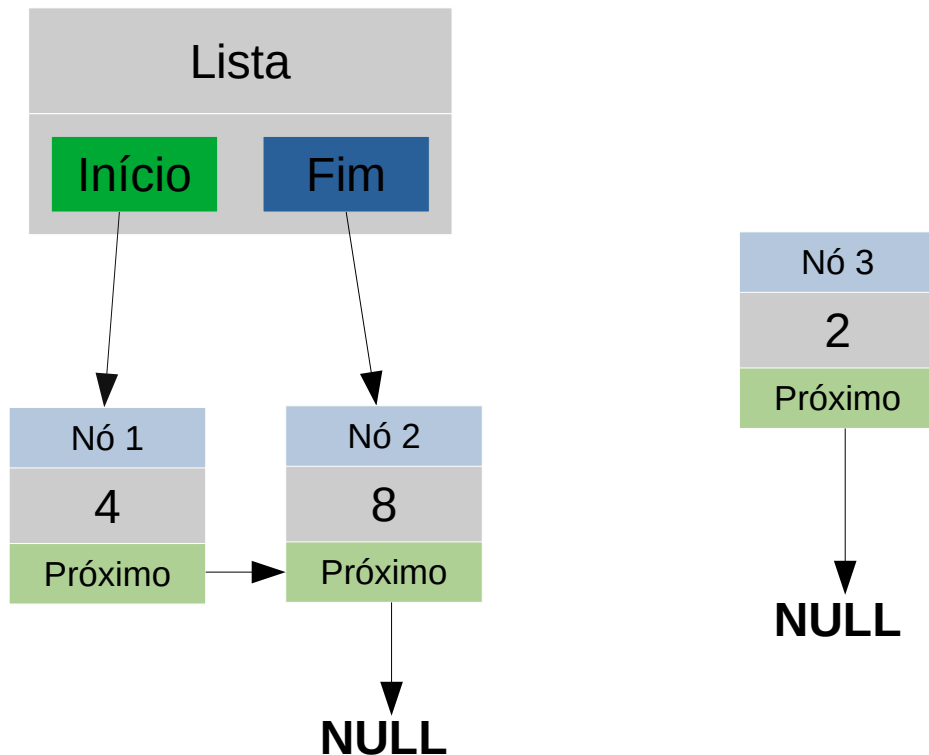 Lista
Início Fim
Nó 1
4
Próximo
Nó 2
8
Próximo
NULL
Nó 3
2
Próximo
NULL